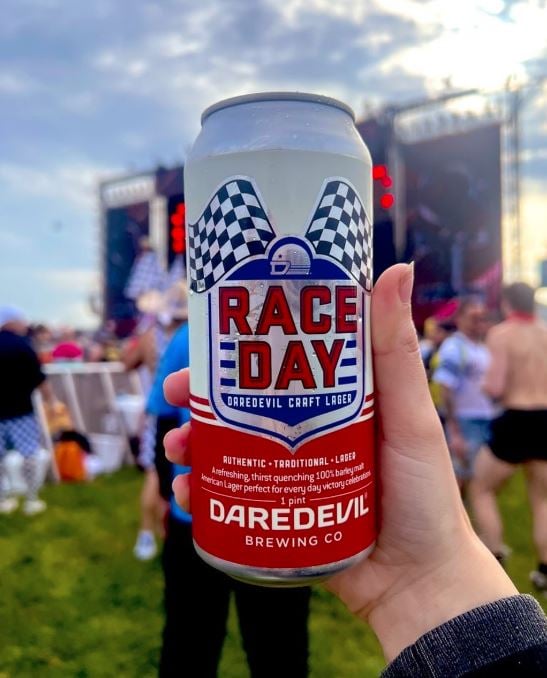 RACE
DAY
DAREDEVIL CRAFT LAGER
AUTHENTIC • TRADITIONAL • LAGER
A refreshing, thirst quenching 100% barley malt
American Lager perfect for every day victory celebrations.
1 pint
DAREDEVIL
BREWING CO